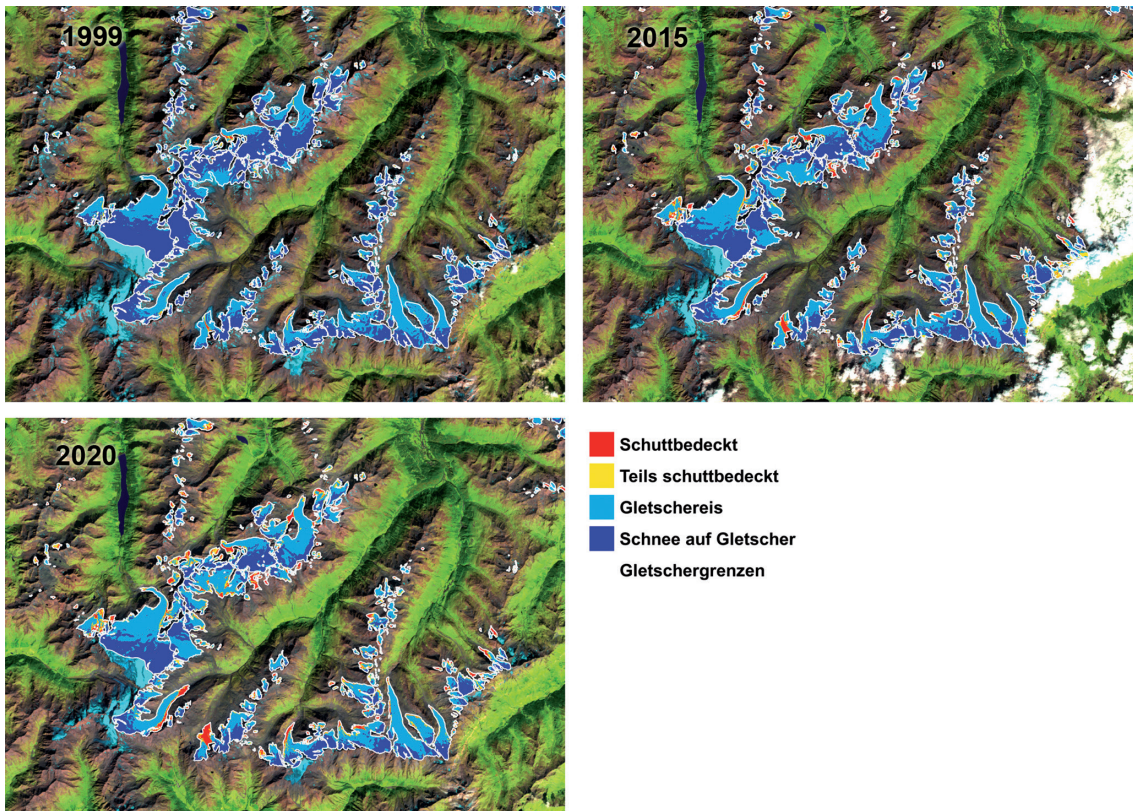 1999
2015
2020
Schuttbedeckt
Teils schuttbedeckt
Gletschereis
Schnee auf Gletscher
Gletschergrenzen